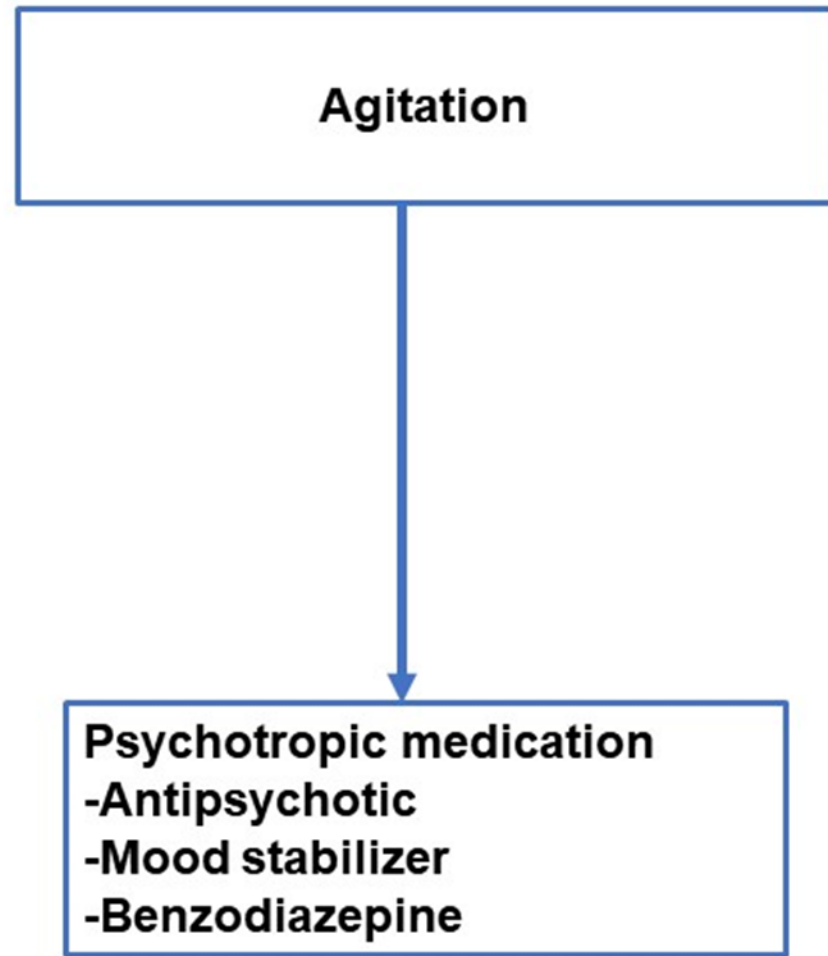 Agitation
Psychotropic medication
-Antipsychotic
-Mood stabilizer
-Benzodiazepine